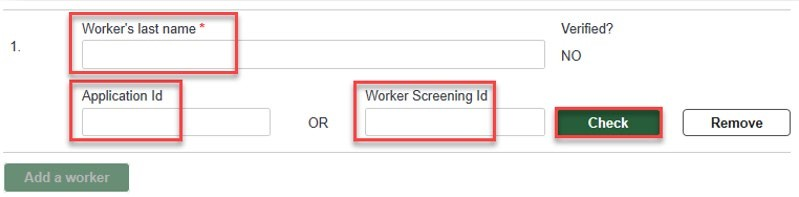 Worker's last name *
Verified?
1.
NO
Application Id
Worker Screening Id
OR
Check
Remove
Add a worker